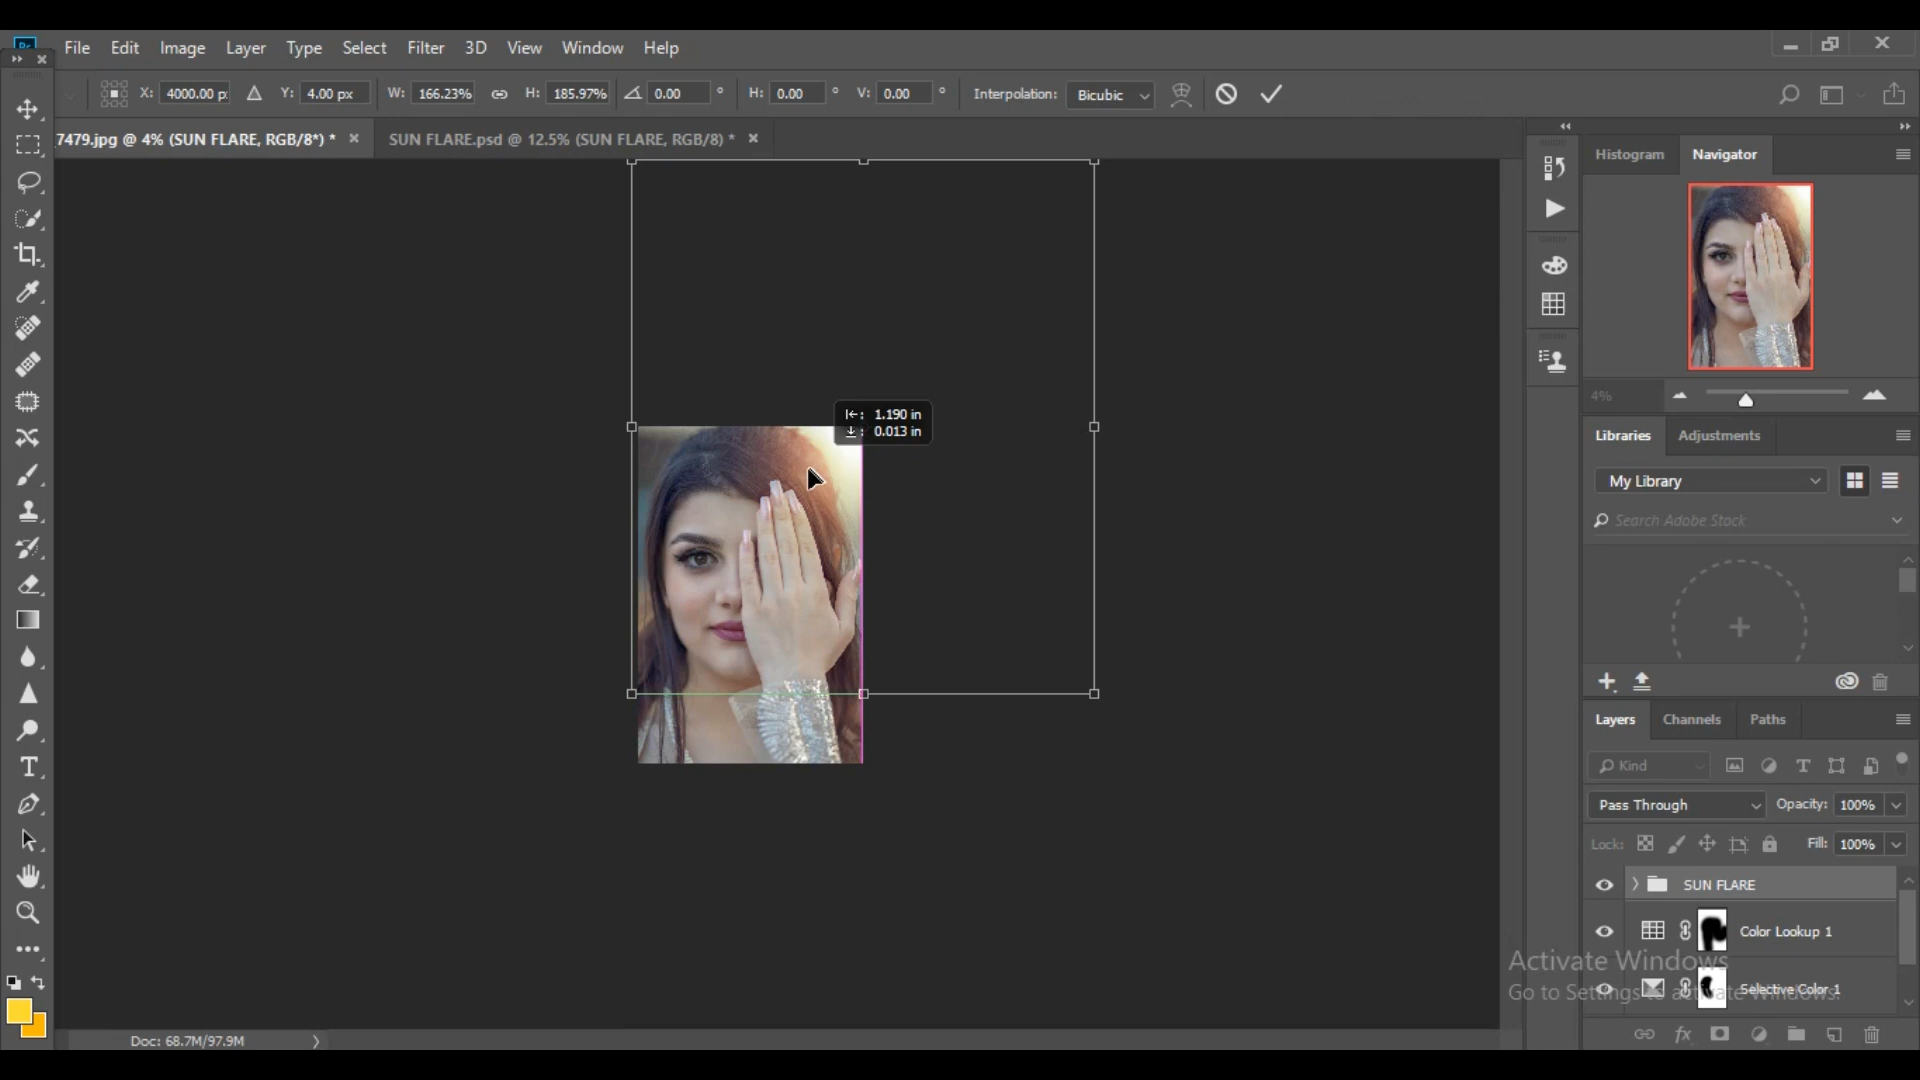 Ps
File Edit Image Layer Type Select Filter 3D View Window Help
X: 4000.00 p Y: 4.00 px W: 166.23% H: 185.97% 0.00 ° H: 0.00 ° V: 0.00 ° Interpolation: Bicubic
7479.jpg @ 4% (SUN FLARE, RGB/8*) * × SUN FLARE.psd @ 12.5% (SUN FLARE, RGB/8) * ×
Histogram Navigator
4%
1.190 in
0.013 in
Libraries Adjustments
My Library
Search Adobe Stock
Layers Channels Paths
Kind
Pass Through Opacity: 100%
Lock: Fill: 100%
SUN FLARE
Color Lookup 1
Selective Color 1
Activate Windows
Go to Settings to activate Windows.
Doc: 68.7M/97.9M